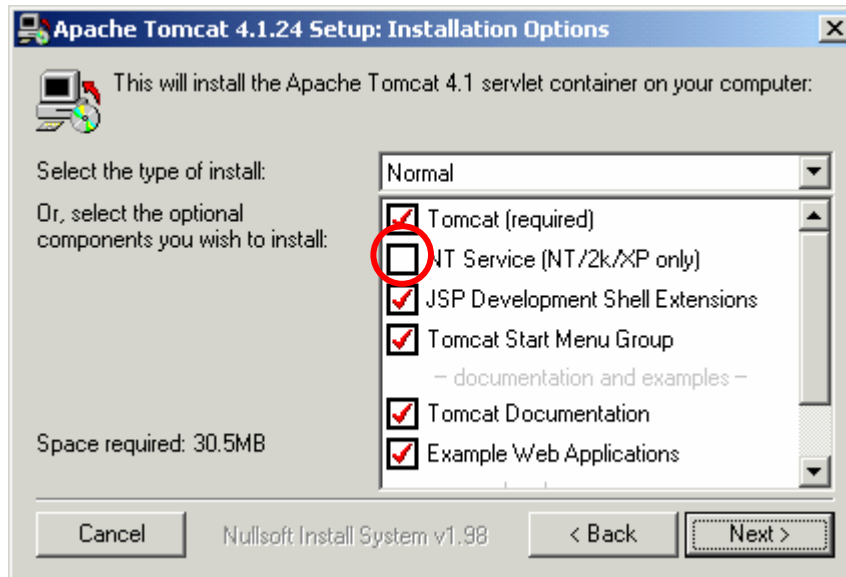 Apache Tomcat 4.1.24 Setup: Installation Options
This will install the Apache Tomcat 4.1 servlet container on your computer:
Select the type of install:
Normal
Or, select the optional
components you wish to install:
Tomcat (required)
NT Service (NT/2k/XP only)
JSP Development Shell Extensions
Tomcat Start Menu Group
– documentation and examples –
Tomcat Documentation
Example Web Applications
Space required: 30.5MB
Cancel
Nullsoft Install System v1.98
< Back
Next >